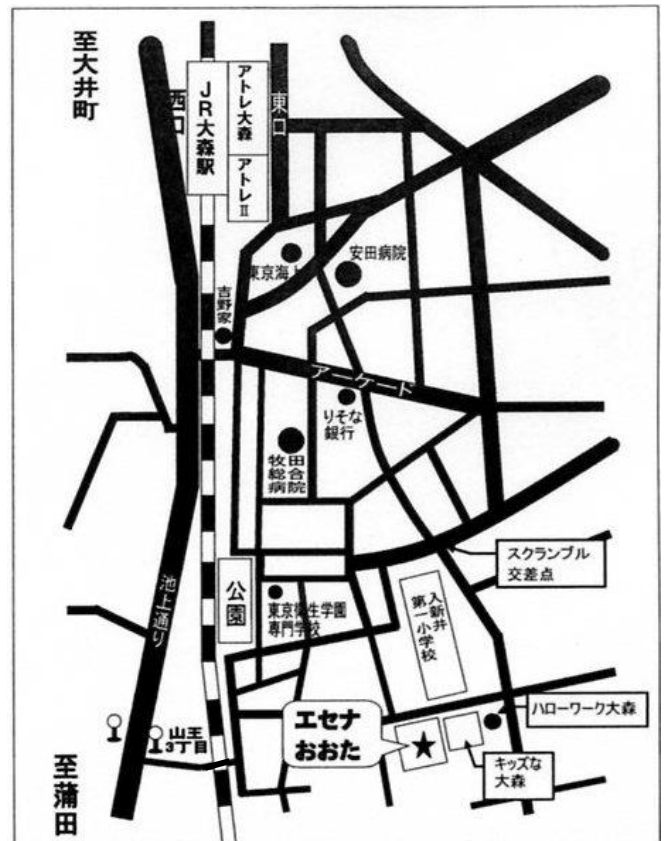 至大井町
西口
JR大森駅
アトレ大森
アトレⅡ
東口
東京海上
安田病院
吉野家
アーケード
りそな
銀行
牧田
総合
病院
スクランブル
交差点
公園
東京衛生学園
専門学校
入新井
第一小学校
池上通り
ハローワーク大森
エセナ
おおた
キッズな
大森
山王
3丁目
至蒲田